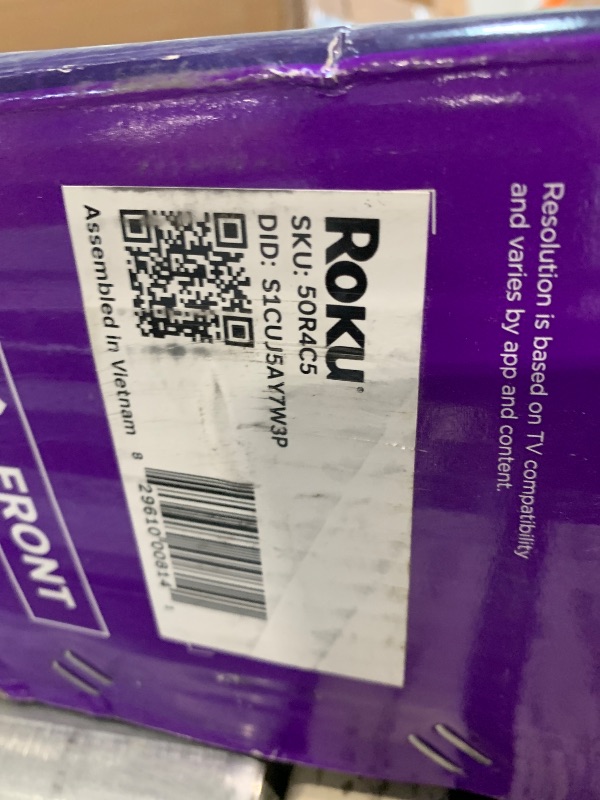 Resolution is based on TV compatibility
and varies by app and content.
ROKU
SKU: 50R4C5
DID: S1CUJ5AY7W3P
Assembled in Vietnam
8 29610 00814 1
FRONT